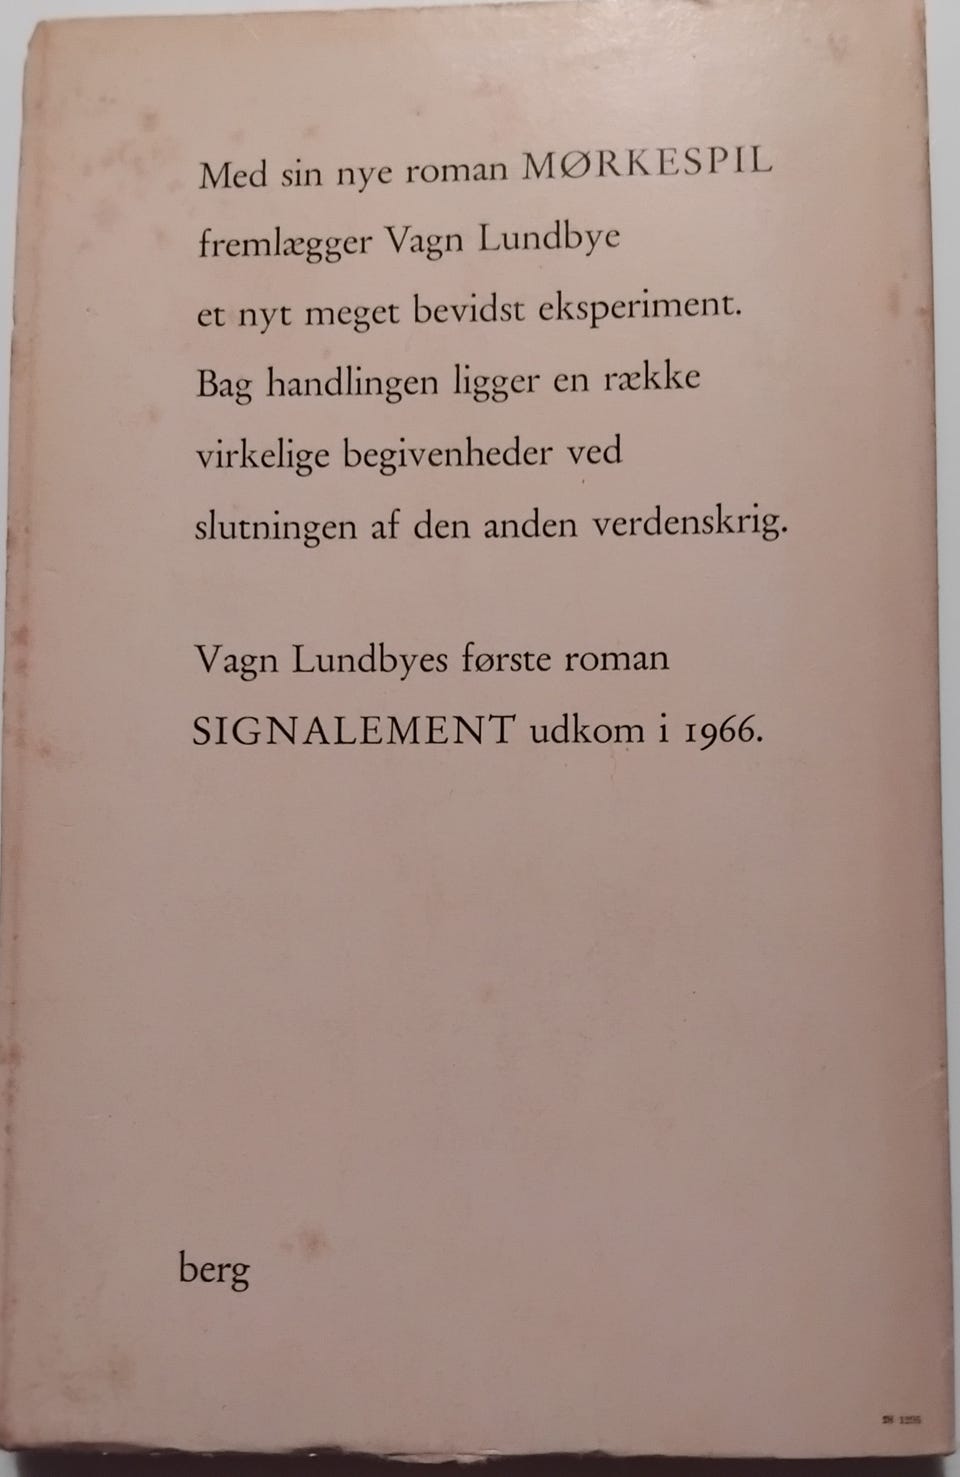 Med sin nye roman MØRKESPIL
fremlægger Vagn Lundbye
et nyt meget bevidst eksperiment.
Bag handlingen ligger en række
virkelige begivenheder ved
slutningen af den anden verdenskrig.
Vagn Lundbyes første roman
SIGNALEMENT udkom i 1966.
berg